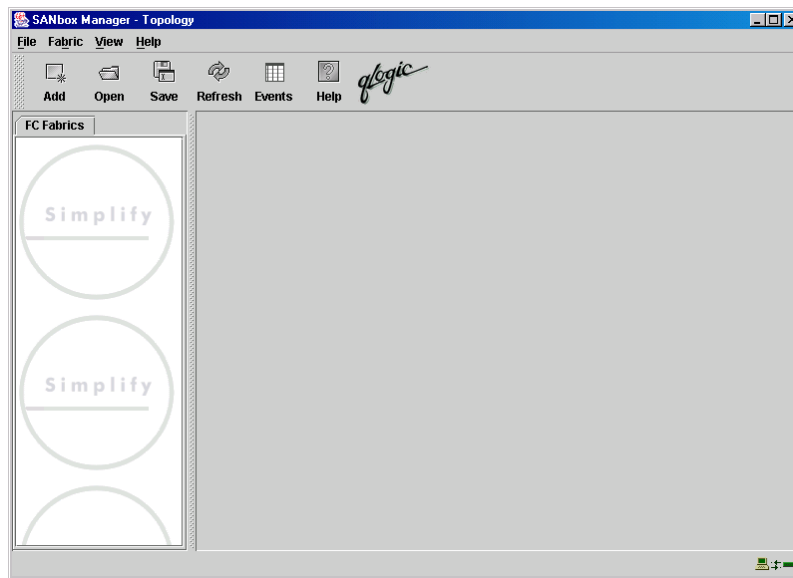 SANbox Manager - Topology
File Fabric View Help
Add Open Save Refresh Events Help
qlogic
FC Fabrics
Simplify
Simplify